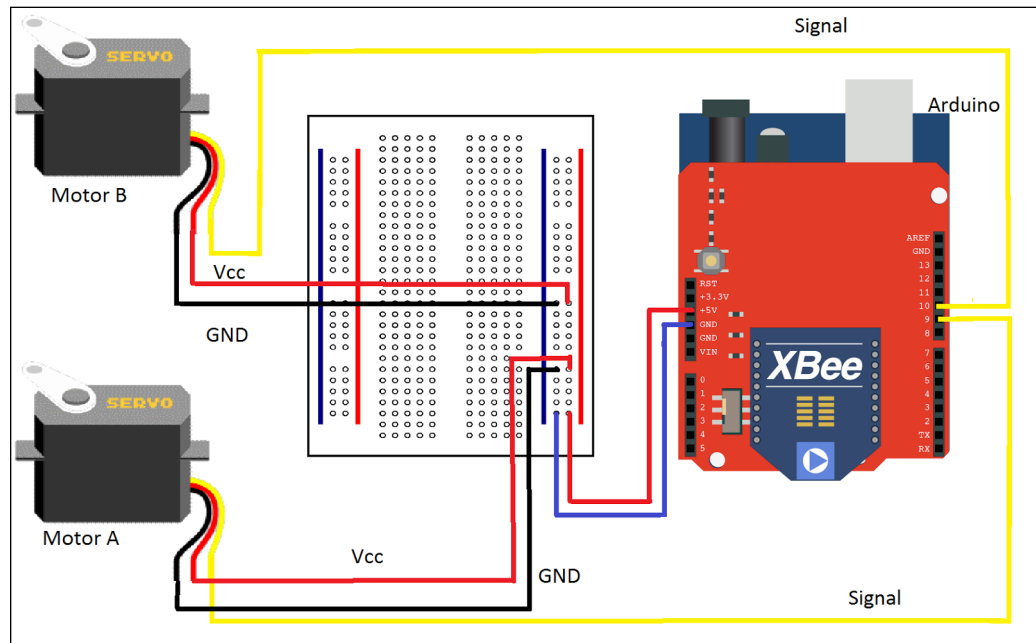 Signal
SERVO
Arduino
Motor B
Vcc
GND
AREF
GND
13
12
11
10
9
8
7
6
5
4
3
2
TX
RX
RST
+3.3V
+5V
GND
GND
VIN
0
1
2
3
4
5
XBee
SERVO
Motor A
Vcc
GND
Signal